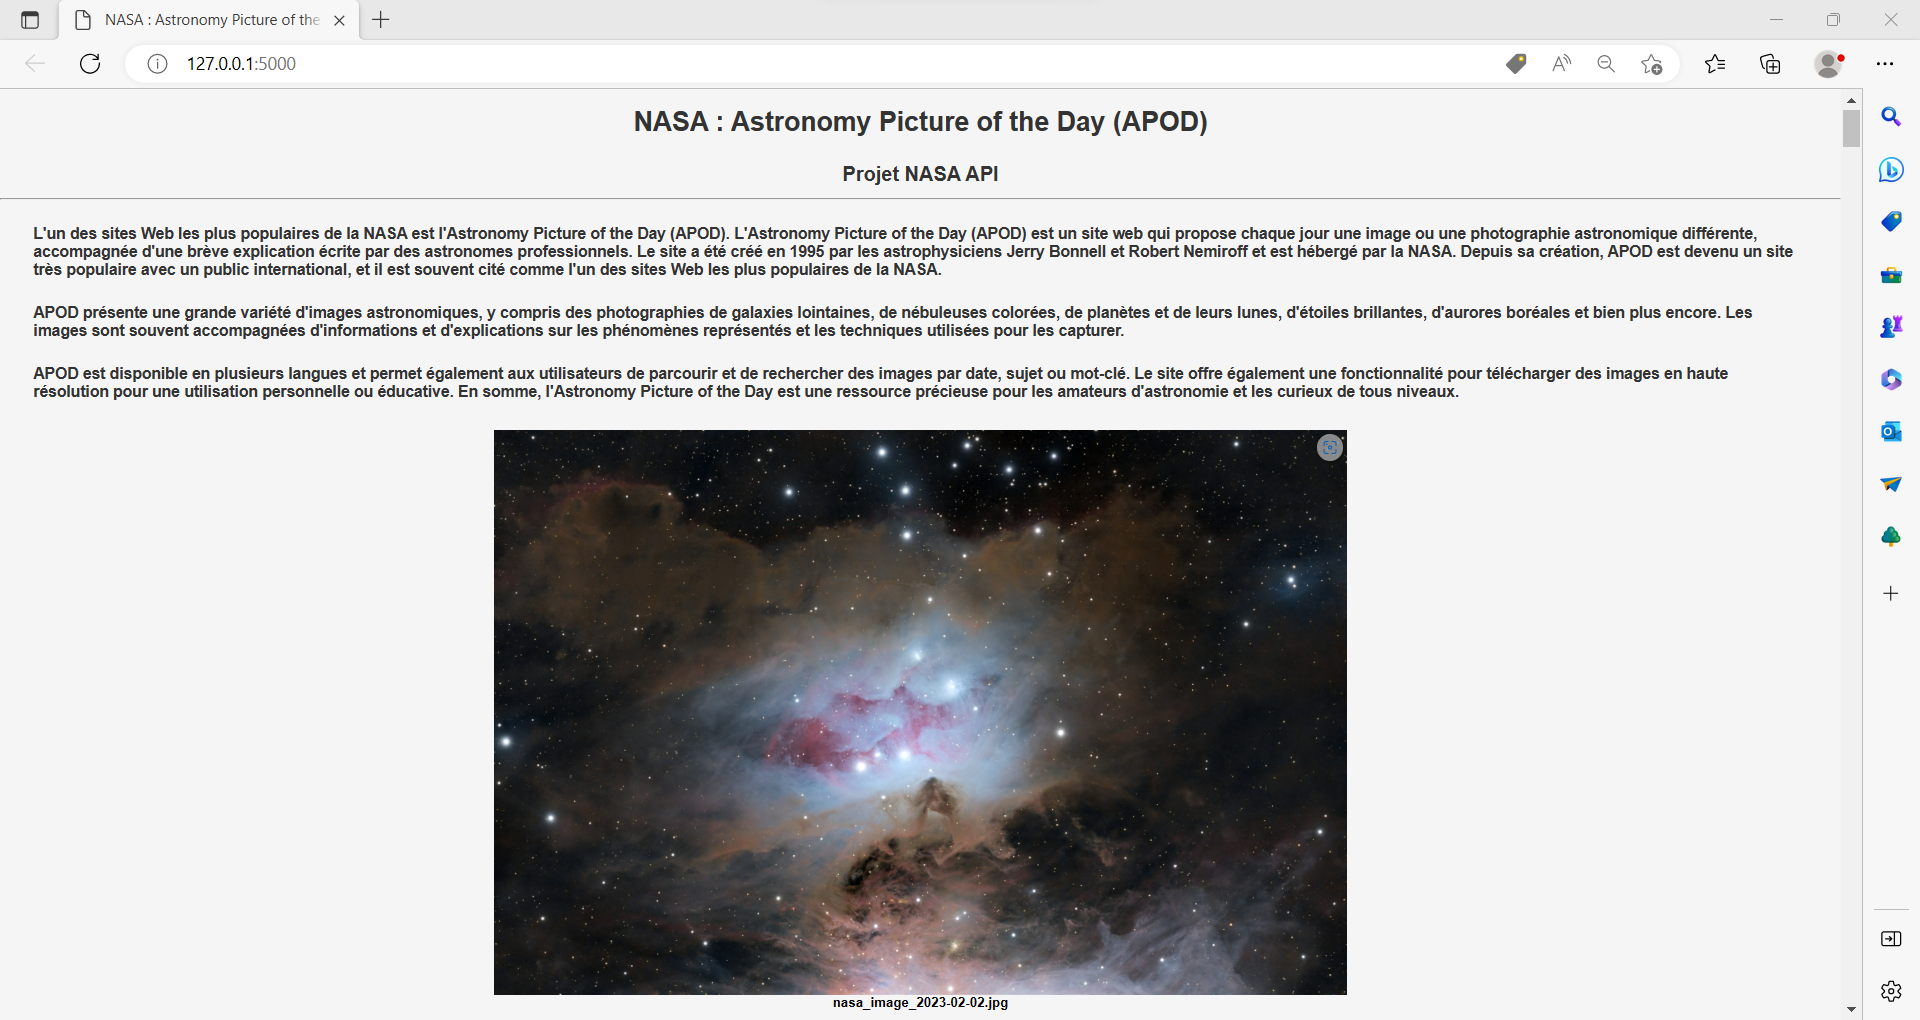 NASA : Astronomy Picture of the
127.0.0.1:5000
NASA : Astronomy Picture of the Day (APOD)
Projet NASA API
L'un des sites Web les plus populaires de la NASA est l'Astronomy Picture of the Day (APOD). L'Astronomy Picture of the Day (APOD) est un site web qui propose chaque jour une image ou une photographie astronomique différente,
accompagnée d'une brève explication écrite par des astronomes professionnels. Le site a été créé en 1995 par les astrophysiciens Jerry Bonnell et Robert Nemiroff et est hébergé par la NASA. Depuis sa création, APOD est devenu un site
très populaire avec un public international, et il est souvent cité comme l'un des sites Web les plus populaires de la NASA.
APOD présente une grande variété d'images astronomiques, y compris des photographies de galaxies lointaines, de nébuleuses colorées, de planètes et de leurs lunes, d'étoiles brillantes, d'aurores boréales et bien plus encore. Les
images sont souvent accompagnées d'informations et d'explications sur les phénomènes représentés et les techniques utilisées pour les capturer.
APOD est disponible en plusieurs langues et permet également aux utilisateurs de parcourir et de rechercher des images par date, sujet ou mot-clé. Le site offre également une fonctionnalité pour télécharger des images en haute
résolution pour une utilisation personnelle ou éducative. En somme, l'Astronomy Picture of the Day est une ressource précieuse pour les amateurs d'astronomie et les curieux de tous niveaux.
nasa_image_2023-02-02.jpg